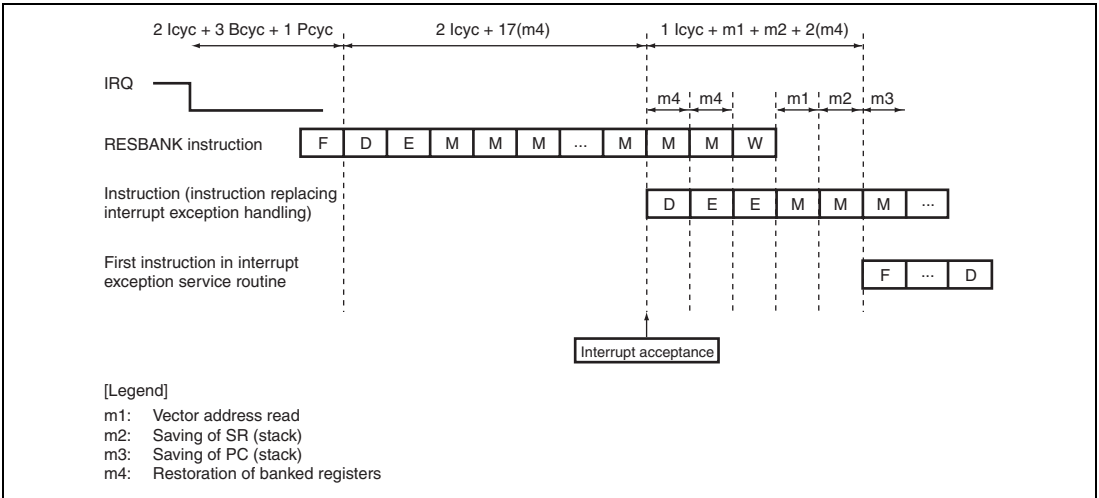 2 Icyc + 3 Bcyc + 1 Pcyc 2 Icyc + 17(m4) 1 Icyc + m1 + m2 + 2(m4)
IRQ
m4 m4 m1 m2 m3
RESBANK instruction F D E M M M ... M M M W
Instruction (instruction replacing
interrupt exception handling) D E E M M M ...
First instruction in interrupt
exception service routine F ... D
Interrupt acceptance
[Legend]
m1: Vector address read
m2: Saving of SR (stack)
m3: Saving of PC (stack)
m4: Restoration of banked registers